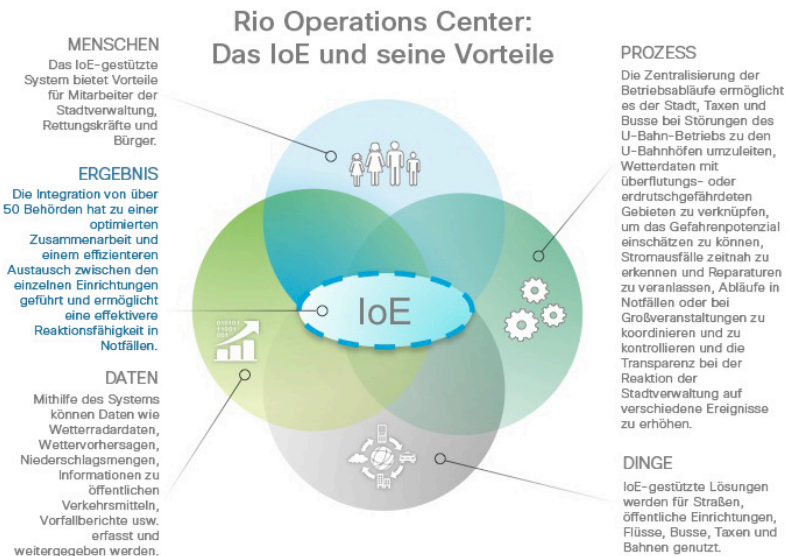 Rio Operations Center:
Das IoE und seine Vorteile
MENSCHEN
Das IoE-gestützte
System bietet Vorteile
für Mitarbeiter der
Stadtverwaltung,
Rettungskräfte und
Bürger.
ERGEBNIS
Die Integration von über
50 Behörden hat zu einer
optimierten
Zusammenarbeit und
einem effizienteren
Austausch zwischen den
einzelnen Einrichtungen
geführt und ermöglicht
eine effektivere
Reaktionsfähigkeit in
Notfällen.
DATEN
Mithilfe des Systems
können Daten wie
Wetterradardaten,
Wettervorhersagen,
Niederschlagsmengen,
Informationen zu
öffentlichen
Verkehrsmitteln,
Vorfallberichte usw.
erfasst und
weitergegeben werden.
IoE
PROZESS
Die Zentralisierung der
Betriebsabläufe ermöglicht
es der Stadt, Taxen und
Busse bei Störungen des
U-Bahn-Betriebs zu den
U-Bahnhöfen umzuleiten,
Wetterdaten mit
überflutungs- oder
erdrutschgefährdeten
Gebieten zu verknüpfen,
um das Gefahrenpotenzial
einschätzen zu können,
Stromausfälle zeitnah zu
erkennen und Reparaturen
zu veranlassen, Abläufe in
Notfällen oder bei
Großveranstaltungen zu
koordinieren und zu
kontrollieren und die
Transparenz bei der
Reaktion der
Stadtverwaltung auf
verschiedene Ereignisse
zu erhöhen.
DINGE
IoE-gestützte Lösungen
werden für Straßen,
öffentliche Einrichtungen,
Flüsse, Busse, Taxen und
Bahnen genutzt.